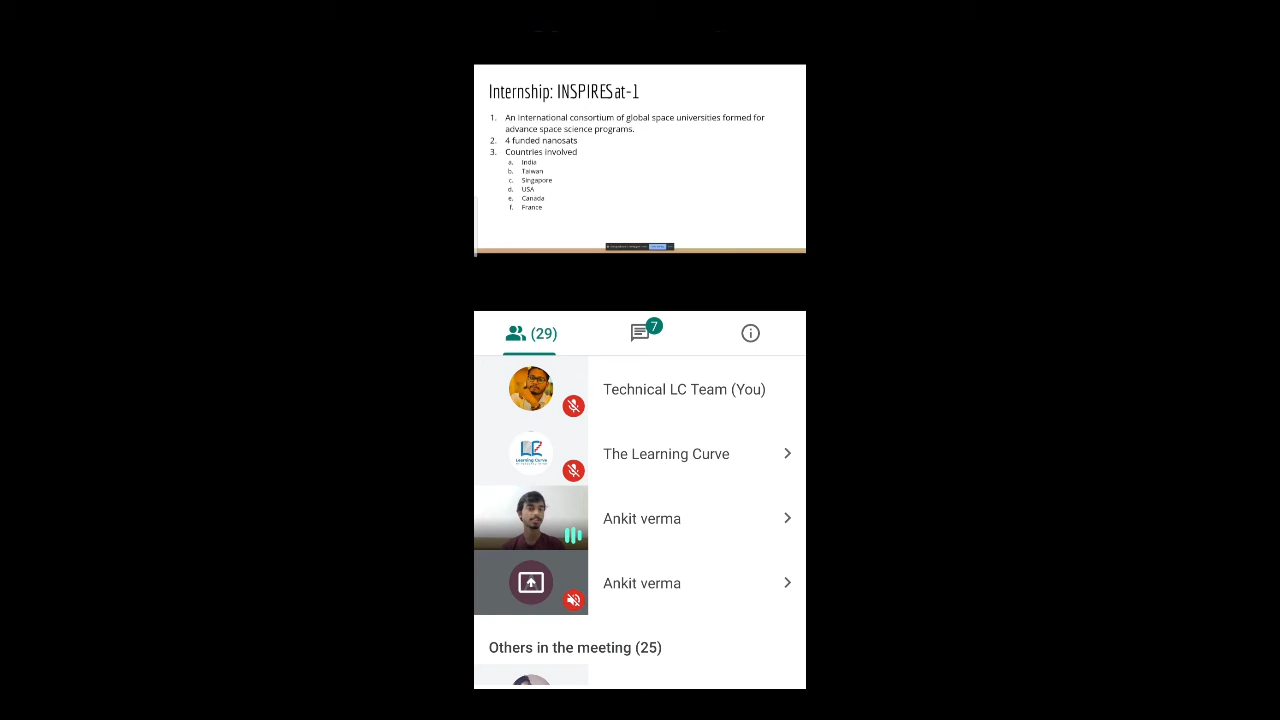 Internship: INSPIRESat-1
1. An international consortium of global space universities formed for
advance space science programs.
2. 4 funded nanosats
3. Countries involved
a. India
b. Taiwan
c. Singapore
d. USA
e. Canada
f. France
(29)
7
Technical LC Team (You)
Learning Curve
The Learning Curve
Ankit verma
Ankit verma
Others in the meeting (25)